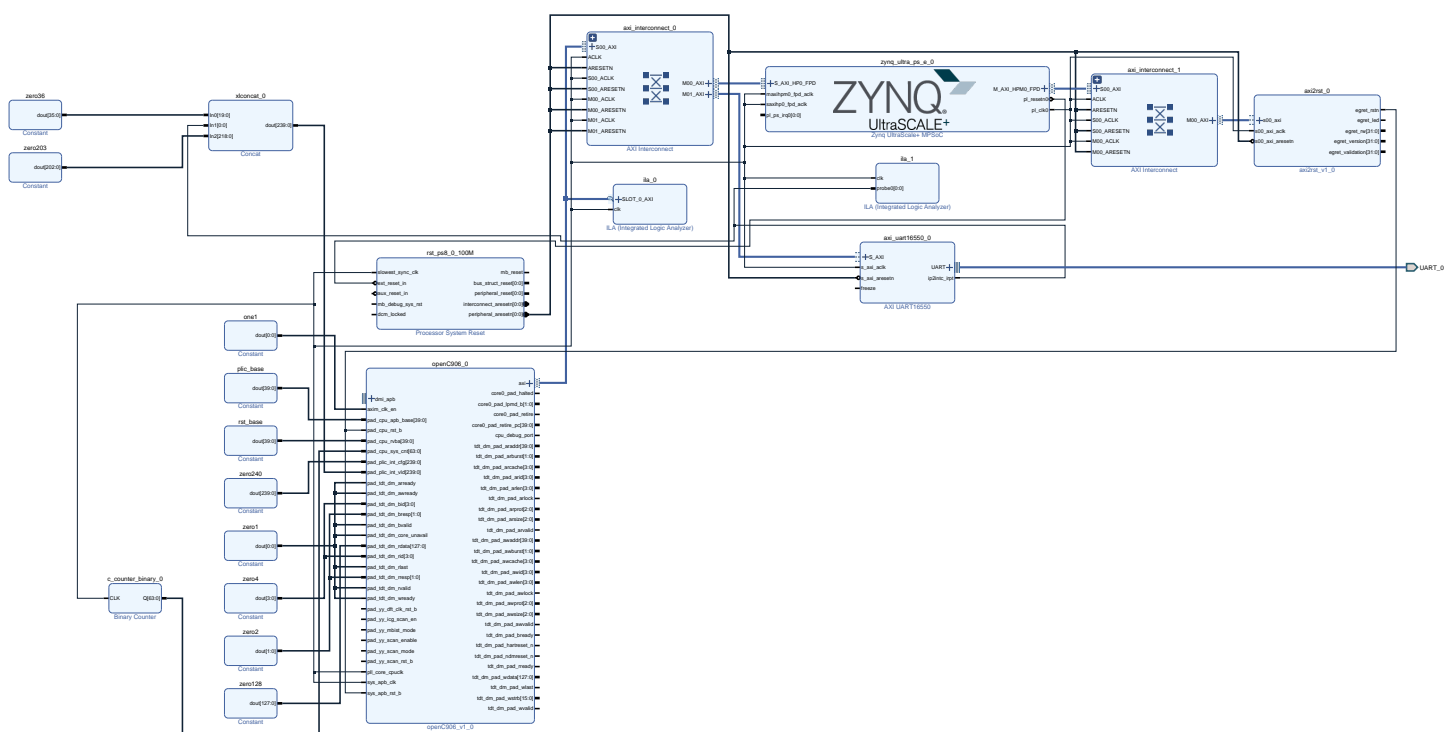 zero36
dout[35:0]
Constant
zero203
dout[202:0]
Constant
xlconcat_0
In0[19:0]
In1[0:0]
In2[218:0]
dout[239:0]
Concat
axi_interconnect_0
S00_AXI
ACLK
ARESETN
S00_ACLK
S00_ARESETN
M00_ACLK
M00_ARESETN
M01_ACLK
M01_ARESETN
M00_AXI
M01_AXI
AXI Interconnect
zynq_ultra_ps_e_0
S_AXI_HP0_FPD
maxihpm0_fpd_aclk
saxihp0_fpd_aclk
pl_ps_irq0[0:0]
ZYNQ
UltraSCALE+
M_AXI_HPM0_FPD
pl_resetn0
pl_clk0
Zynq UltraScale+ MPSoC
axi_interconnect_1
S00_AXI
ACLK
ARESETN
S00_ACLK
S00_ARESETN
M00_ACLK
M00_ARESETN
M00_AXI
AXI Interconnect
axi2rst_0
s00_axi
s00_axi_aclk
s00_axi_aresetn
egret_rstn
egret_led
egret_rw[31:0]
egret_version[31:0]
egret_validation[31:0]
axi2rst_v1_0
ila_0
SLOT_0_AXI
clk
ILA (Integrated Logic Analyzer)
ila_1
clk
probe0[0:0]
ILA (Integrated Logic Analyzer)
axi_uart16550_0
S_AXI
s_axi_aclk
s_axi_aresetn
freeze
UART
ip2intc_irpt
AXI UART16550
UART_0
rst_ps8_0_100M
slowest_sync_clk
ext_reset_in
aux_reset_in
mb_debug_sys_rst
dcm_locked
mb_reset
bus_struct_reset[0:0]
peripheral_reset[0:0]
interconnect_aresetn[0:0]
peripheral_aresetn[0:0]
Processor System Reset
one1
dout[0:0]
Constant
plic_base
dout[39:0]
Constant
rst_base
dout[39:0]
Constant
zero240
dout[239:0]
Constant
zero1
dout[0:0]
Constant
zero4
dout[3:0]
Constant
zero2
dout[1:0]
Constant
zero128
dout[127:0]
Constant
c_counter_binary_0
CLK
Q[63:0]
Binary Counter
openC906_0
dmi_apb
axim_clk_en
pad_cpu_apb_base[39:0]
pad_cpu_rst_b
pad_cpu_rvba[39:0]
pad_cpu_sys_cnt[63:0]
pad_plic_int_cfg[239:0]
pad_plic_int_vld[239:0]
pad_tdt_dm_arready
pad_tdt_dm_awready
pad_tdt_dm_bid[3:0]
pad_tdt_dm_bresp[1:0]
pad_tdt_dm_bvalid
pad_tdt_dm_core_unavail
pad_tdt_dm_rdata[127:0]
pad_tdt_dm_rid[3:0]
pad_tdt_dm_rlast
pad_tdt_dm_rresp[1:0]
pad_tdt_dm_rvalid
pad_tdt_dm_wready
pad_yy_dft_clk_rst_b
pad_yy_icg_scan_en
pad_yy_mbist_mode
pad_yy_scan_enable
pad_yy_scan_mode
pad_yy_scan_rst_b
pll_core_cpuclk
sys_apb_clk
sys_apb_rst_b
axi
core0_pad_halted
core0_pad_lpmd_b[1:0]
core0_pad_retire
core0_pad_retire_pc[39:0]
cpu_debug_port
tdt_dm_pad_araddr[39:0]
tdt_dm_pad_arburst[1:0]
tdt_dm_pad_arcache[3:0]
tdt_dm_pad_arid[3:0]
tdt_dm_pad_arlen[3:0]
tdt_dm_pad_arlock
tdt_dm_pad_arprot[2:0]
tdt_dm_pad_arsize[2:0]
tdt_dm_pad_arvalid
tdt_dm_pad_awaddr[39:0]
tdt_dm_pad_awburst[1:0]
tdt_dm_pad_awcache[3:0]
tdt_dm_pad_awid[3:0]
tdt_dm_pad_awlen[3:0]
tdt_dm_pad_awlock
tdt_dm_pad_awprot[2:0]
tdt_dm_pad_awsize[2:0]
tdt_dm_pad_awvalid
tdt_dm_pad_bready
tdt_dm_pad_hartreset_n
tdt_dm_pad_ndmreset_n
tdt_dm_pad_rready
tdt_dm_pad_wdata[127:0]
tdt_dm_pad_wlast
tdt_dm_pad_wstrb[15:0]
tdt_dm_pad_wvalid
openC906_v1_0